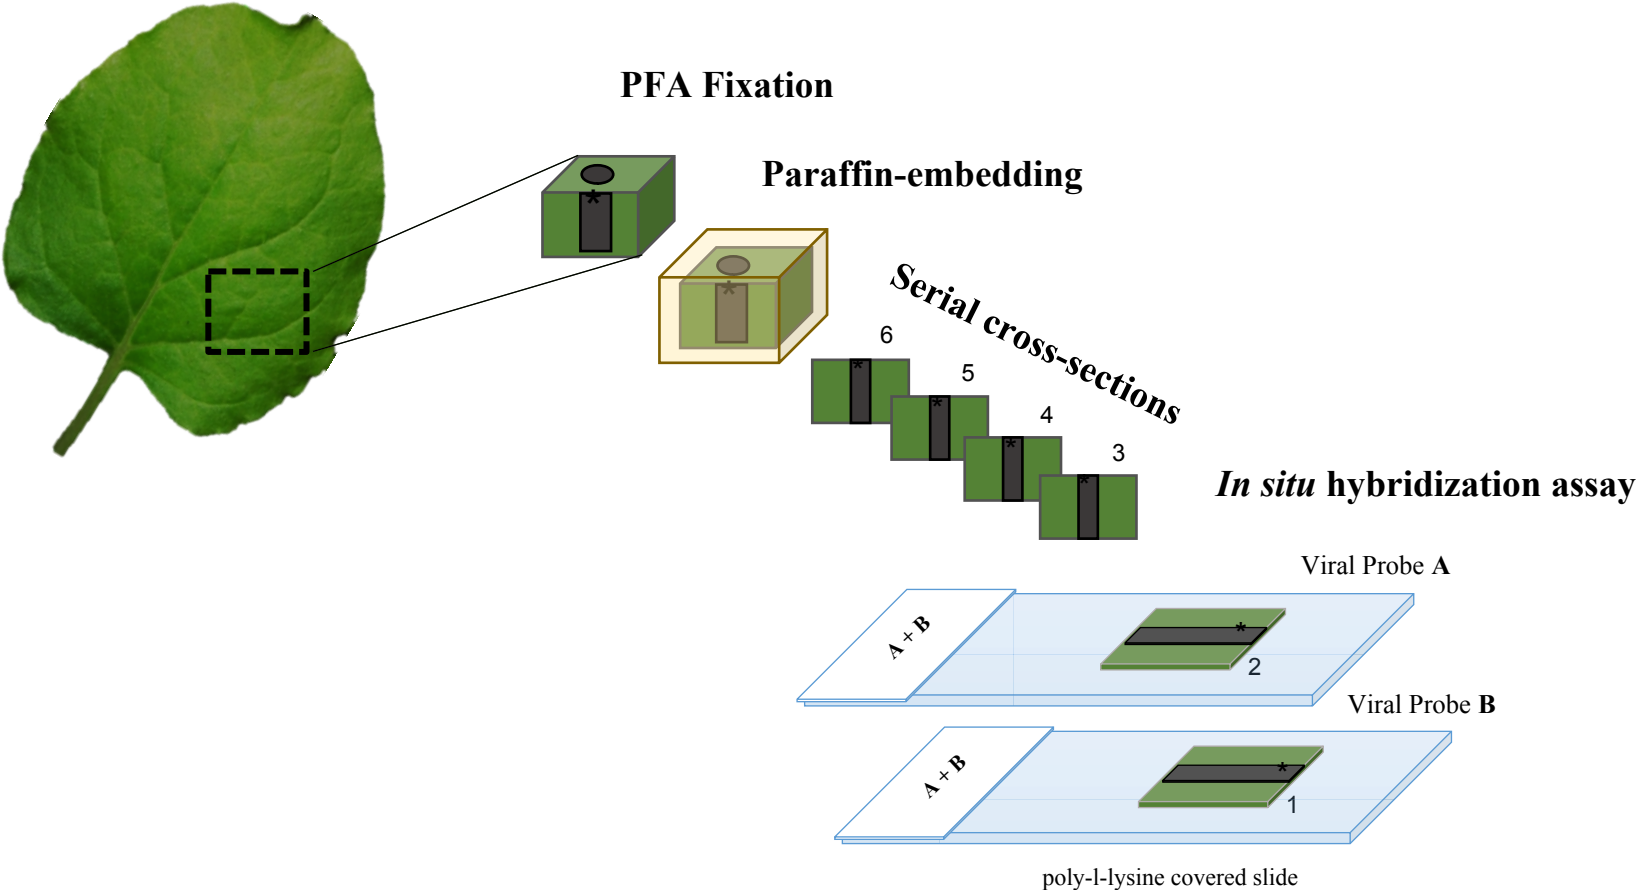 PFA Fixation
*
Paraffin-embedding
*
Serial cross-sections
6
*
5
*
4
*
3
*
In situ hybridization assay
Viral Probe A
A + B
*
2
Viral Probe B
A + B
*
1
poly-l-lysine covered slide